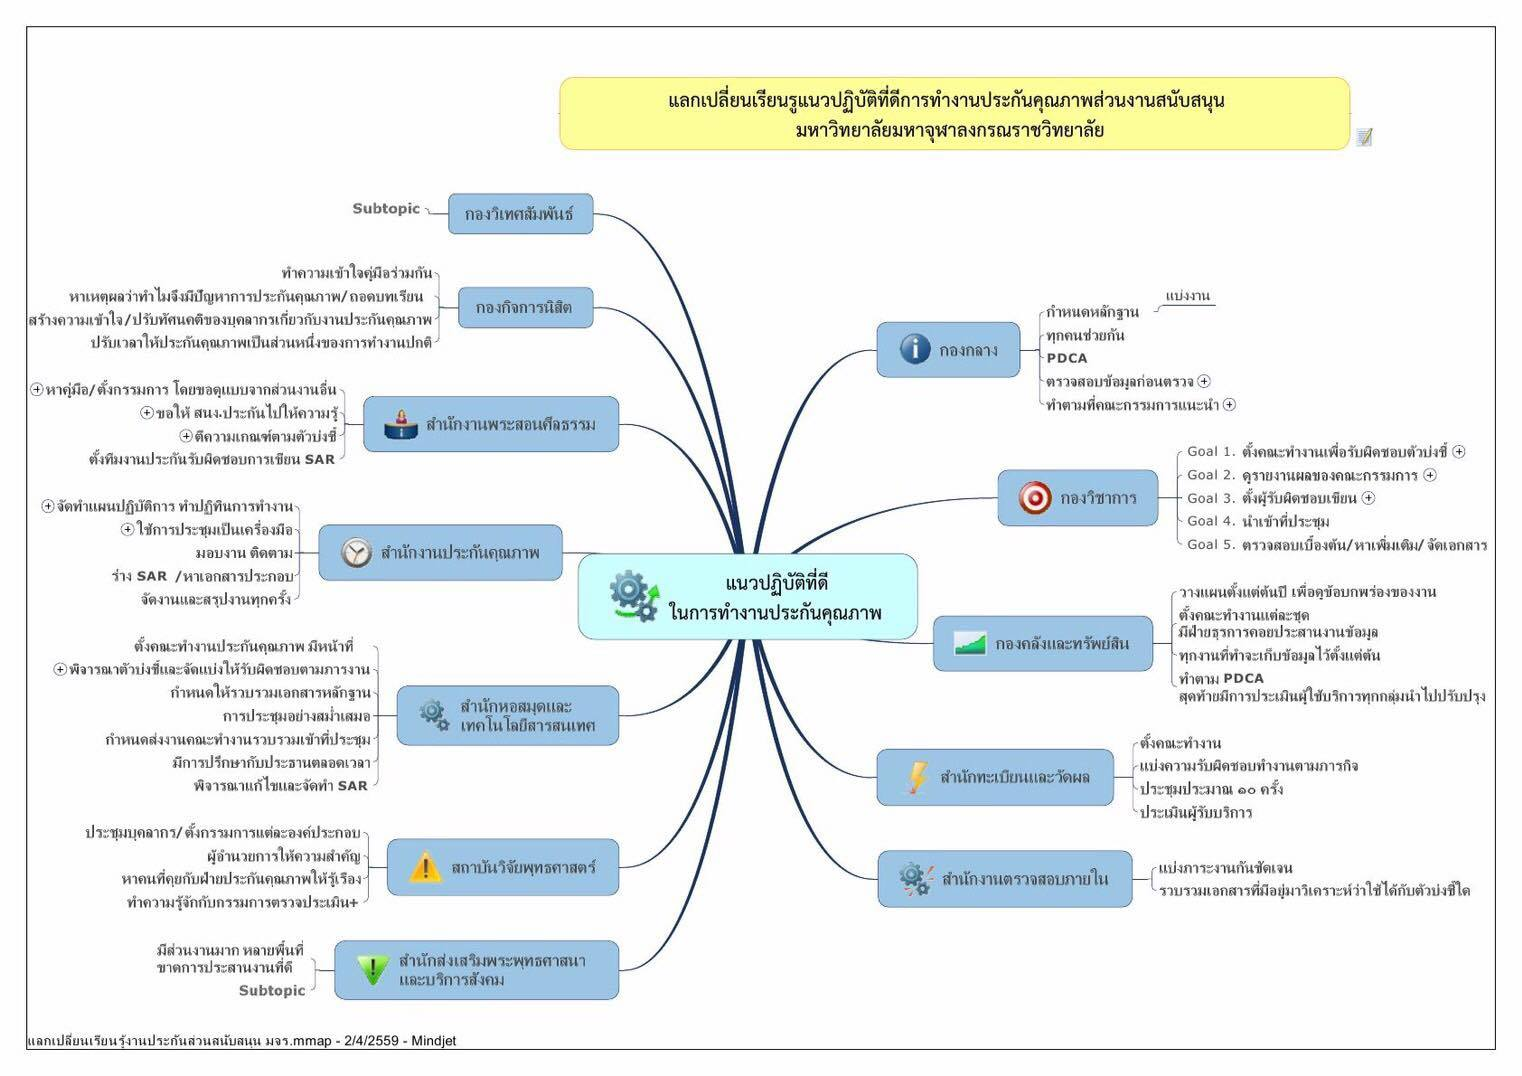 แลกเปลี่ยนเรียนรูแนวปฏิบัติที่ดีการทำงานประกันคุณภาพส่วนงานสนับสนุน
มหาวิทยาลัยมหาจุฬาลงกรณราชวิทยาลัย
กองวิเทศสัมพันธ์
Subtopic
กองกิจการนิสิต
ทำความเข้าใจคู่มือร่วมกัน
หาเหตุผลว่าทำไมจึงมีปัญหาการประกันคุณภาพ/ถอดบทเรียน
สร้างความเข้าใจ/ปรับทัศนคติของบุคลากรเกี่ยวกับงานประกันคุณภาพ
ปรับเวลาให้ประกันคุณภาพเป็นส่วนหนึ่งของการทำงานปกติ
สำนักงานพระสอนศีลธรรม
หาคู่มือ/ตั้งกรรมการ โดยขอดูแบบจากส่วนงานอื่น
ขอให้ สนง.ประกันไปให้ความรู้
ตีความเกณฑ์ตามตัวบ่งชี้
ตั้งทีมงานประกันรับผิดชอบการเขียน SAR
สำนักงานประกันคุณภาพ
จัดทำแผนปฏิบัติการ ทำปฏิทินการทำงาน
ใช้การประชุมเป็นเครื่องมือ
มอบงาน ติดตาม
ร่าง SAR /หาเอกสารประกอบ
จัดงานและสรุปงานทุกครั้ง
สำนักหอสมุดและ
เทคโนโลยีสารสนเทศ
ตั้งคณะทำงานประกันคุณภาพ มีหน้าที่
พิจารณาตัวบ่งชี้และจัดแบ่งให้รับผิดชอบตามภารงาน
กำหนดให้รวบรวมเอกสารหลักฐาน
การประชุมอย่างสม่ำเสมอ
กำหนดส่งงานคณะทำงานรวบรวมเข้าที่ประชุม
มีการปรึกษากับประธานตลอดเวลา
พิจารณาแก้ไขและจัดทำ SAR
สถาบันวิจัยพุทธศาสตร์
ประชุมบุคลากร/ตั้งกรรมการแต่ละองค์ประกอบ
ผู้อำนวยการให้ความสำคัญ
หาคนที่คุยกับฝ่ายประกันคุณภาพให้รู้เรื่อง
ทำความรู้จักกับกรรมการตรวจประเมิน+
สำนักส่งเสริมพระพุทธศาสนา
และบริการสังคม
มีส่วนงานมาก หลายพื้นที่
ขาดการประสานงานที่ดี
Subtopic
แนวปฏิบัติที่ดี
ในการทำงานประกันคุณภาพ
กองกลาง
กำหนดหลักฐาน
แบ่งงาน
ทุกคนช่วยกัน
PDCA
ตรวจสอบข้อมูลก่อนตรวจ
ทำตามที่คณะกรรมการแนะนำ
กองวิชาการ
Goal 1. ตั้งคณะทำงานเพื่อรับผิดชอบตัวบ่งชี้
Goal 2. ดูรายงานผลของคณะกรรมการ
Goal 3. ตั้งผู้รับผิดชอบเขียน
Goal 4. นำเข้าที่ประชุม
Goal 5. ตรวจสอบเบื้องต้น/หาเพิ่มเติม/จัดเอกสาร
กองคลังและทรัพย์สิน
วางแผนตั้งแต่ต้นปี เพื่อดูข้อบกพร่องของงาน
ตั้งคณะทำงานแต่ละชุด
มีฝ่ายธุรการคอยประสานงานข้อมูล
ทุกงานที่ทำจะเก็บข้อมูลไว้ตั้งแต่ต้น
ทำตาม PDCA
สุดท้ายมีการประเมินผู้ใช้บริการทุกกลุ่มนำไปปรับปรุง
สำนักทะเบียนและวัดผล
ตั้งคณะทำงาน
แบ่งความรับผิดชอบทำงานตามภารกิจ
ประชุมประมาณ ๑๐ ครั้ง
ประเมินผู้รับบริการ
สำนักงานตรวจสอบภายใน
แบ่งภาระงานกันชัดเจน
รวบรวมเอกสารที่มีอยู่มาวิเคราะห์ว่าใช้ได้กับตัวบ่งชี้ใด
แลกเปลี่ยนเรียนรู้งานประกันส่วนสนับสนุน มจร.mmap - 2/4/2559 - Mindjet